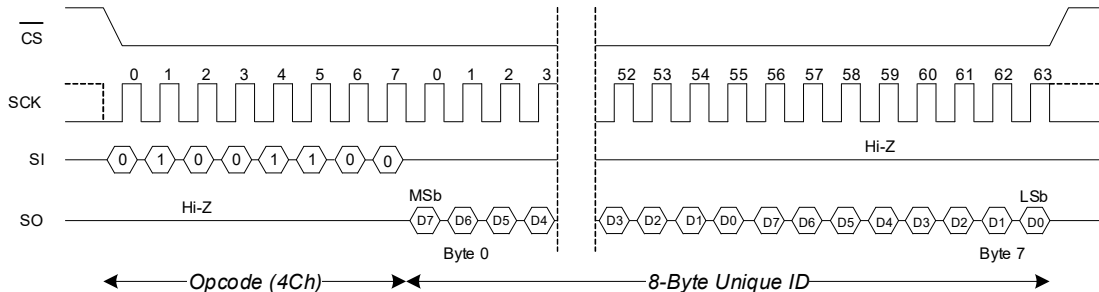 CS
0 1 2 3 4 5 6 7 0 1 2 3 52 53 54 55 56 57 58 59 60 61 62 63
SCK
Hi-Z
SI 0 1 0 0 1 1 0 0
MSb LSb
Hi-Z
SO D7 D6 D5 D4 D3 D2 D1 D0 D7 D6 D5 D4 D3 D2 D1 D0
Byte 0 Byte 7
Opcode (4Ch) 8-Byte Unique ID